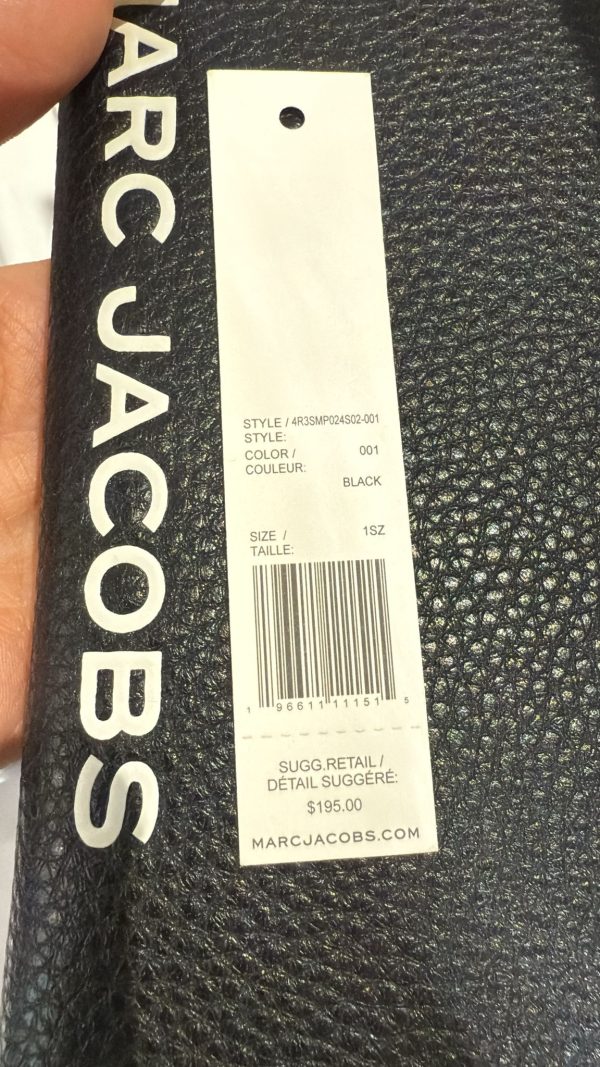 MARC JACOBS
STYLE / 4R3SMP024S02-001
STYLE:
COLOR / 001
COULEUR:
BLACK
SIZE / 1SZ
TAILLE:
1 96611 11151 5
SUGG.RETAIL /
DÉTAIL SUGGÉRÉ:
$195.00
MARCJACOBS.COM